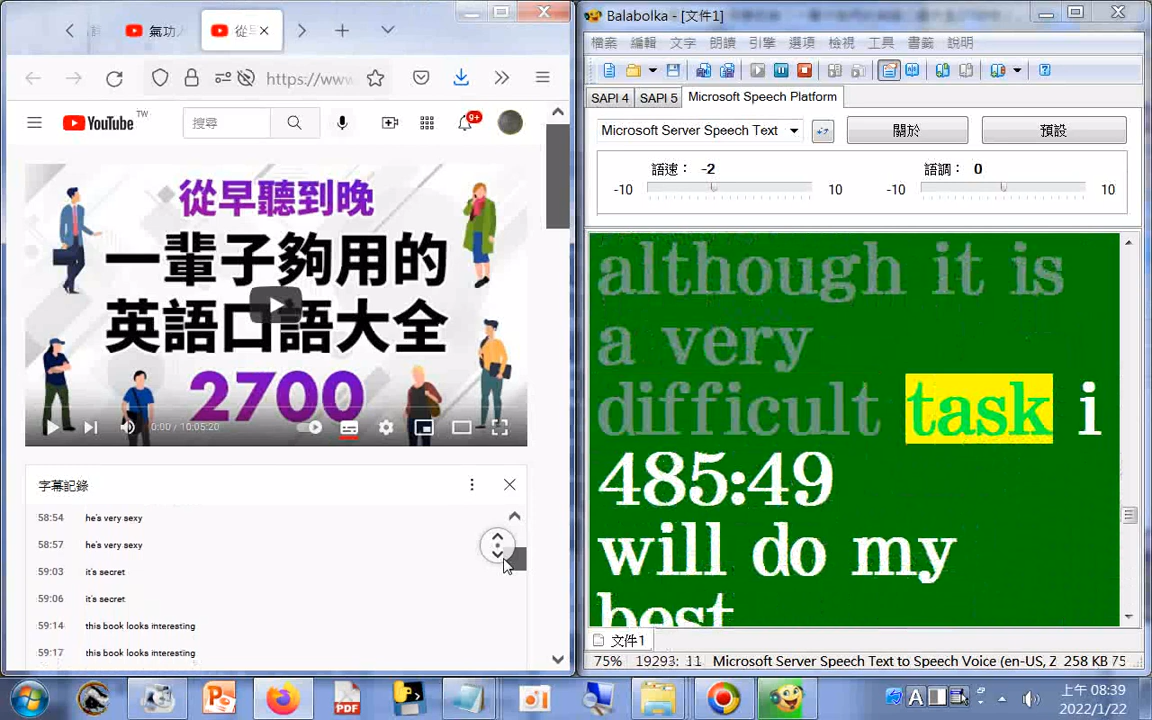 氣功人
從
https://www
YouTube
TW
搜尋
9+
從早聽到晚
一輩子夠用的
英語口語大全
2700
0:00 / 10:05:20
字幕記錄
58:54 he's very sexy
58:57 he's very sexy
59:03 it's secret
59:06 it's secret
59:14 this book looks interesting
59:17 this book looks interesting
Balabolka - [文件1]
檔案 編輯 文字 朗讀 引擎 選項 檢視 工具 書籤 說明
SAPI 4 SAPI 5 Microsoft Speech Platform
Microsoft Server Speech Text 關於 預設
語速： -2 語調： 0
-10 10 -10 10
although it is
a very
difficult task i
485:49
will do my
best
文件1
75% 19293: 11 Microsoft Server Speech Text to Speech Voice (en-US, Z 258 KB 75
PDF
A
上午 08:39
2022/1/22